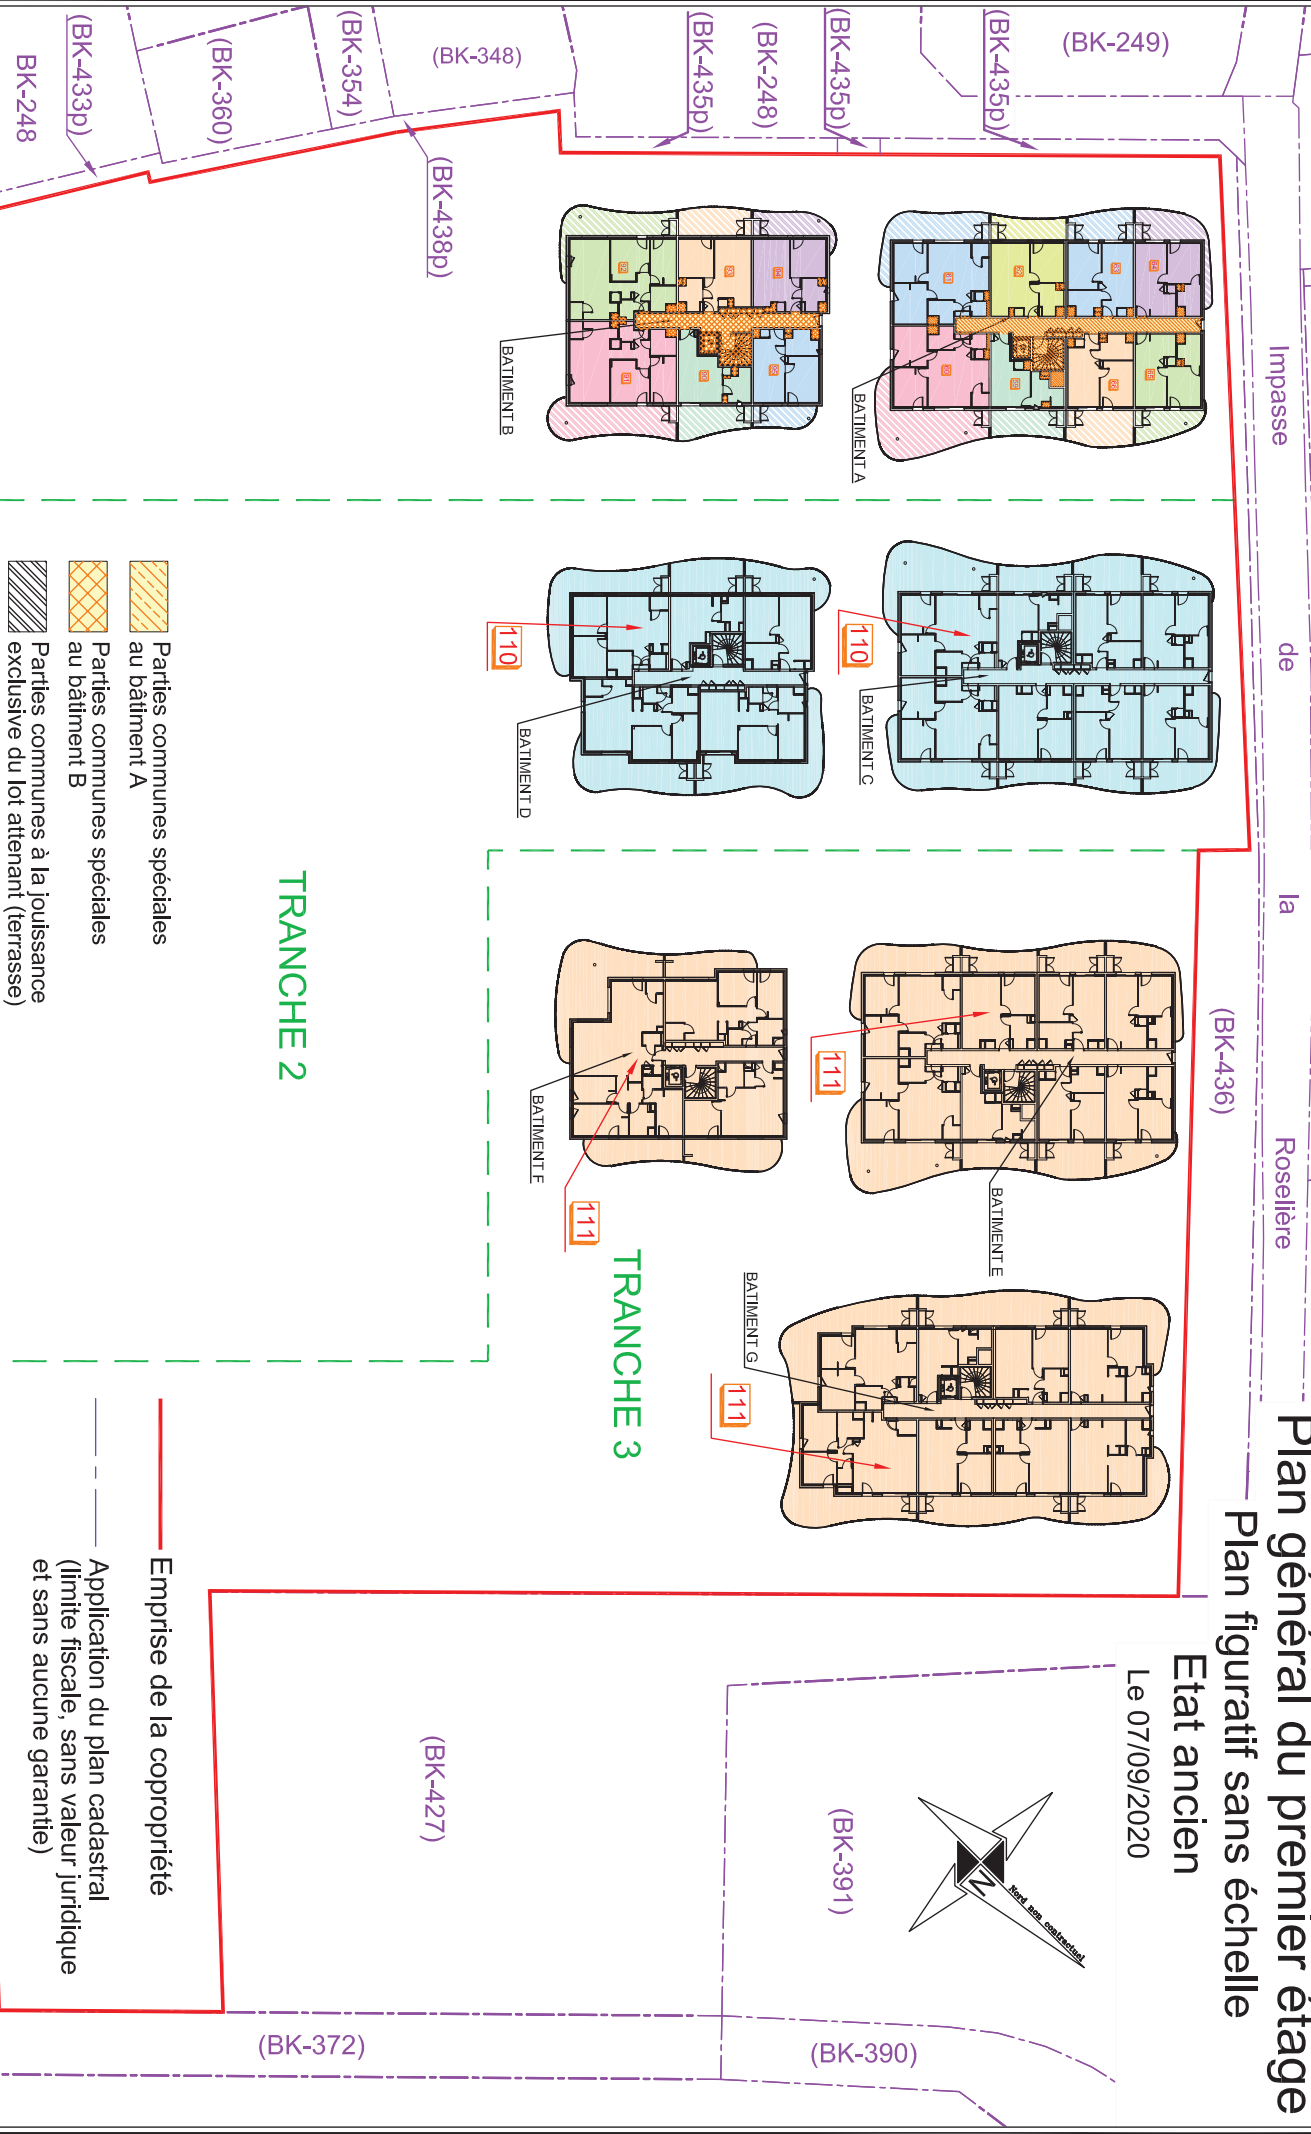 Plan général du premier étage
Plan figuratif sans échelle
Etat ancien
Le 07/09/2020
Nord non contractuel
N
Impasse de la Roselière
(BK-249)
(BK-435p)
(BK-435p)
(BK-248)
(BK-435p)
(BK-348)
(BK-438p)
(BK-354)
(BK-360)
(BK-433p)
BK-248
(BK-436)
(BK-391)
(BK-427)
(BK-390)
(BK-372)
BATIMENT A
BATIMENT B
BATIMENT C
110
BATIMENT D
110
BATIMENT E
111
BATIMENT F
111
BATIMENT G
111
TRANCHE 2
TRANCHE 3
Parties communes spéciales
au bâtiment A
Parties communes spéciales
au bâtiment B
Parties communes à la jouissance
exclusive du lot attenant (terrasse)
Emprise de la copropriété
Application du plan cadastral
(limite fiscale, sans valeur juridique
et sans aucune garantie)